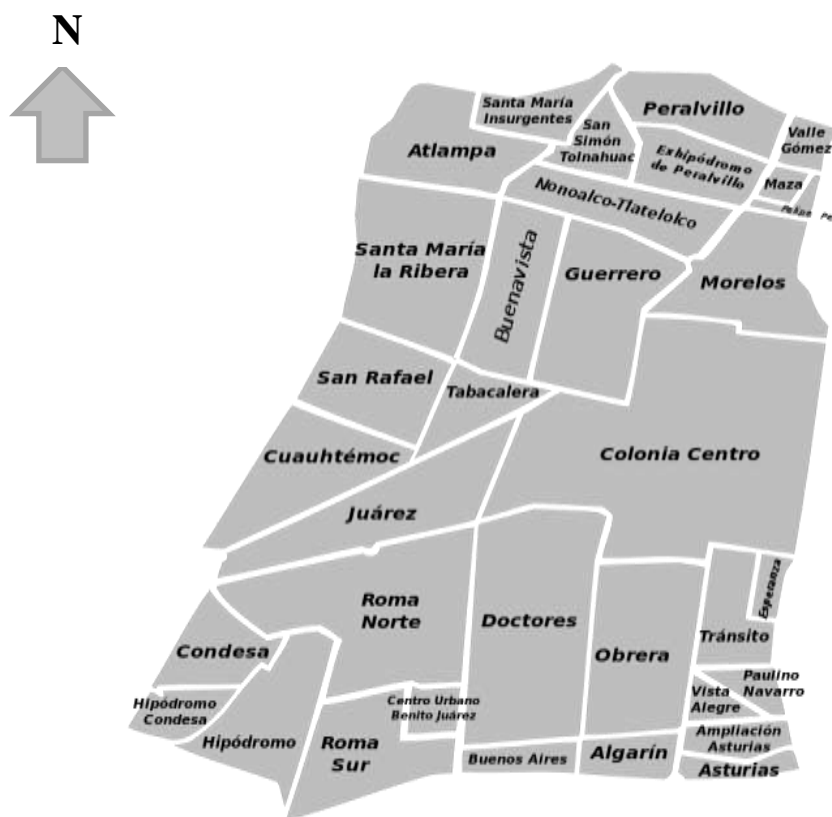 N
Santa María
Insurgentes
Peralvillo
San
Simón
Tolnahuac
Valle
Gómez
Atlampa
Exhipódromo
de Peralvillo
Maza
Nonoalco-Tlatelolco
Santa María
la Ribera
Buenavista
Guerrero
Morelos
San Rafael
Tabacalera
Cuauhtémoc
Colonia Centro
Juárez
Roma
Norte
Doctores
Esperanza
Condesa
Obrera
Tránsito
Hipódromo
Condesa
Hipódromo
Centro Urbano
Benito Juárez
Vista
Alegre
Paulino
Navarro
Roma
Sur
Buenos Aires
Algarín
Ampliación
Asturias
Asturias